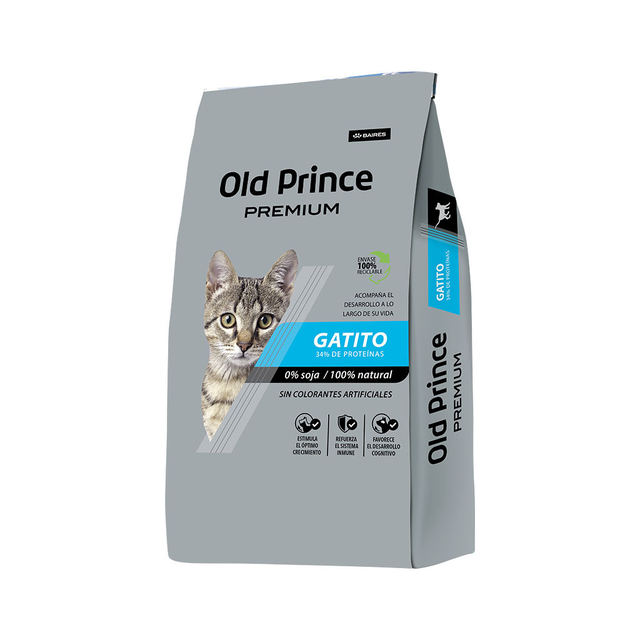 BAIRES
Old Prince
PREMIUM
ENVASE
100%
RECICLABLE
ACOMPAÑA EL
DESARROLLO A LO
LARGO DE SU VIDA
GATITO
34% DE PROTEÍNAS
0% soja / 100% natural
SIN COLORANTES ARTIFICIALES
ESTIMULA
EL ÓPTIMO
CRECIMIENTO
REFUERZA
EL SISTEMA
INMUNE
FAVORECE
EL DESARROLLO
COGNITIVO
GATITO
34% DE PROTEÍNAS
Old Prince
PREMIUM